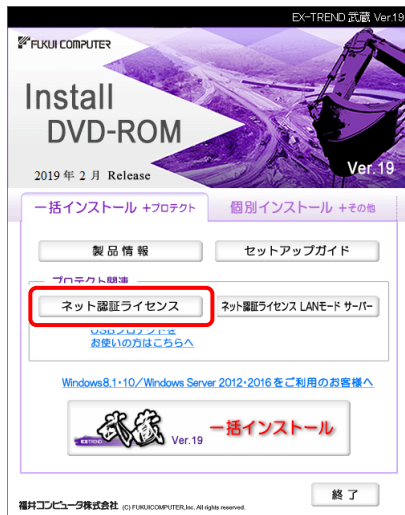 EX-TREND 武蔵 Ver.19
FUKUI COMPUTER
Install
DVD-ROM
2019 年 2 月 Release
Ver.19
一括インストール +プロテクト
個別インストール +その他
製品情報
セットアップガイド
プロテクト関連
ネット認証ライセンス
ネット認証ライセンス LANモード サーバー
USBプロテクトを
お使いの方はこちらへ
Windows8.1・10／Windows Server 2012・2016 をご利用のお客様へ
EX-TREND 武蔵 Ver.19 一括インストール
終了
福井コンピュータ株式会社 (C) FUKUICOMPUTER,Inc. All rights reserved.